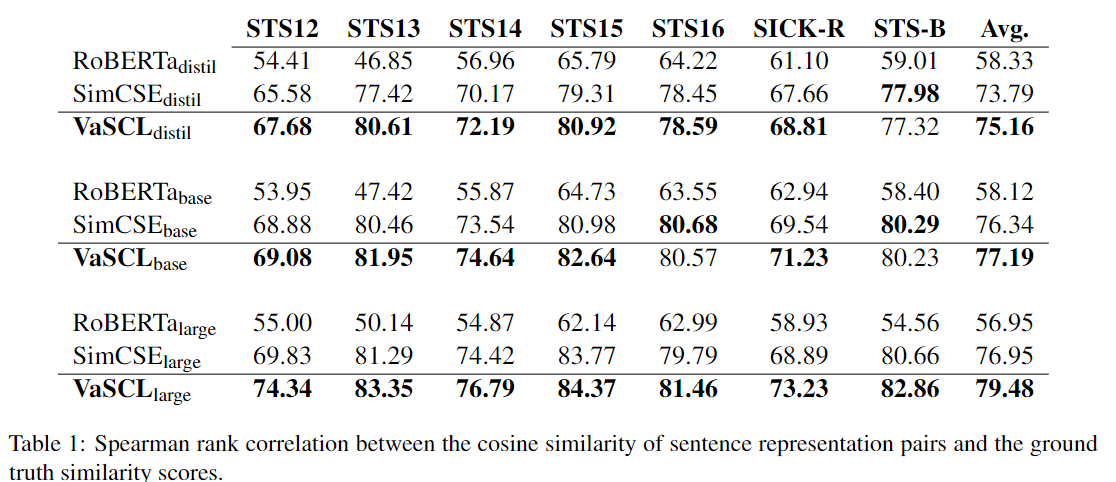 STS12 STS13 STS14 STS15 STS16 SICK-R STS-B Avg.
RoBERTadistil 54.41 46.85 56.96 65.79 64.22 61.10 59.01 58.33
SimCSEdistil 65.58 77.42 70.17 79.31 78.45 67.66 77.98 73.79
VaSCLdistil 67.68 80.61 72.19 80.92 78.59 68.81 77.32 75.16
RoBERTabase 53.95 47.42 55.87 64.73 63.55 62.94 58.40 58.12
SimCSEbase 68.88 80.46 73.54 80.98 80.68 69.54 80.29 76.34
VaSCLbase 69.08 81.95 74.64 82.64 80.57 71.23 80.23 77.19
RoBERTalarge 55.00 50.14 54.87 62.14 62.99 58.93 54.56 56.95
SimCSElarge 69.83 81.29 74.42 83.77 79.79 68.89 80.66 76.95
VaSCLlarge 74.34 83.35 76.79 84.37 81.46 73.23 82.86 79.48
Table 1: Spearman rank correlation between the cosine similarity of sentence representation pairs and the ground
truth similarity scores.